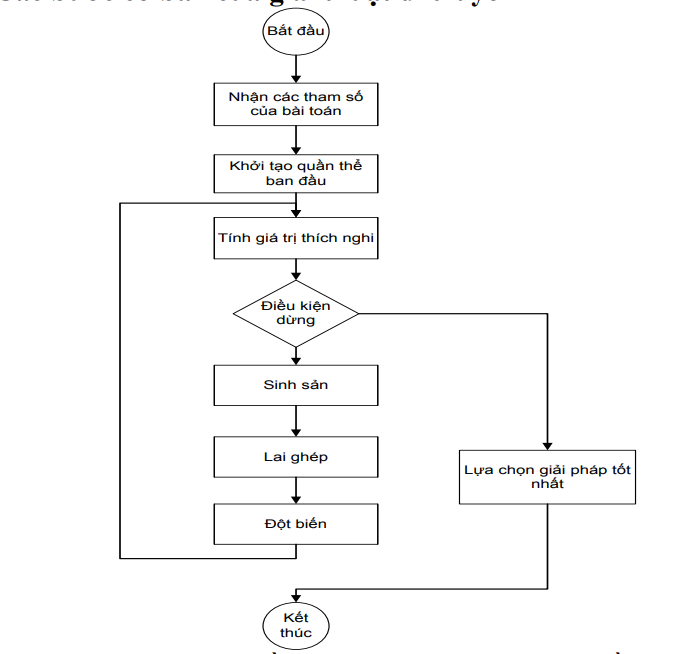 Bắt đầu
Nhận các tham số
của bài toán
Khởi tạo quần thể
ban đầu
Tính giá trị thích nghi
Điều kiện
dừng
Sinh sản
Lai ghép
Lựa chọn giải pháp tốt
nhất
Đột biến
Kết
thúc